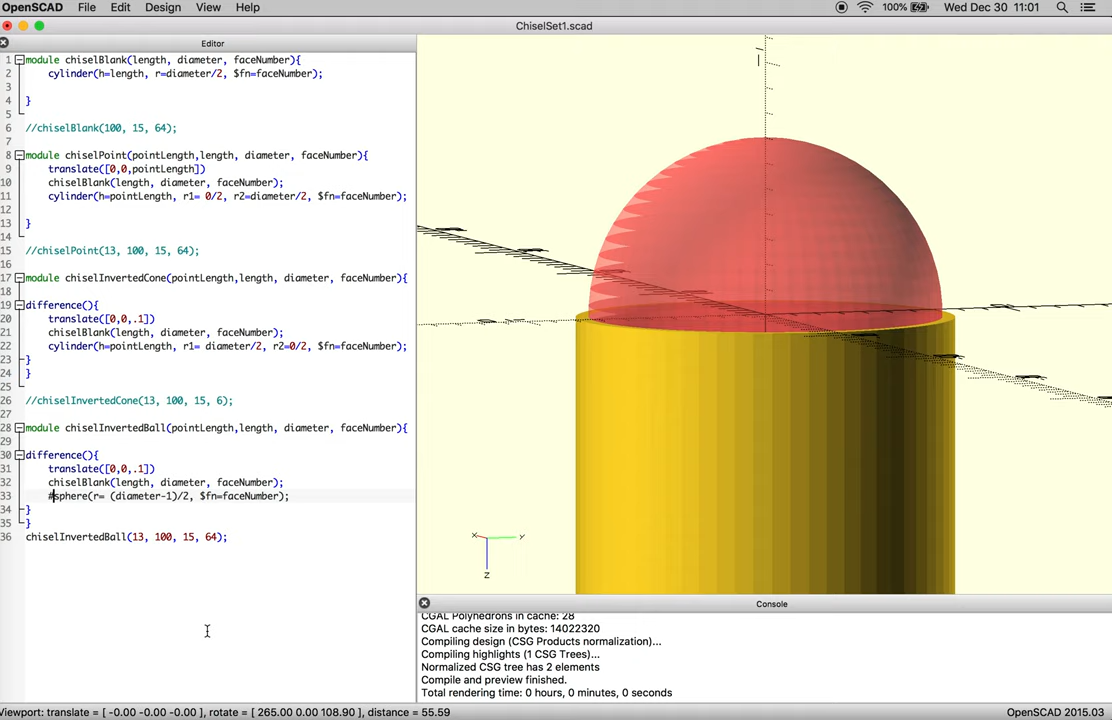 OpenSCAD File Edit Design View Help 100% Wed Dec 30 11:01
ChiselSet1.scad
Editor
1 module chiselBlank(length, diameter, faceNumber){
2 cylinder(h=length, r=diameter/2, $fn=faceNumber);
3
4 }
5
6 //chiselBlank(100, 15, 64);
7
8 module chiselPoint(pointLength,length, diameter, faceNumber){
9 translate([0,0,pointLength])
10 chiselBlank(length, diameter, faceNumber);
11 cylinder(h=pointLength, r1= 0/2, r2=diameter/2, $fn=faceNumber);
12
13 }
14
15 //chiselPoint(13, 100, 15, 64);
16
17 module chiselInvertedCone(pointLength,length, diameter, faceNumber){
18
19 difference(){
20 translate([0,0,.1])
21 chiselBlank(length, diameter, faceNumber);
22 cylinder(h=pointLength, r1= diameter/2, r2=0/2, $fn=faceNumber);
23 }
24 }
25
26 //chiselInvertedCone(13, 100, 15, 6);
27
28 module chiselInvertedBall(pointLength,length, diameter, faceNumber){
29
30 difference(){
31 translate([0,0,.1])
32 chiselBlank(length, diameter, faceNumber);
33 #sphere(r= (diameter-1)/2, $fn=faceNumber);
34 }
35 }
36 chiselInvertedBall(13, 100, 15, 64);
x
y
z
Console
CGAL Polyhedrons in cache: 28
CGAL cache size in bytes: 14022320
Compiling design (CSG Products normalization)...
Compiling highlights (1 CSG Trees)...
Normalized CSG tree has 2 elements
Compile and preview finished.
Total rendering time: 0 hours, 0 minutes, 0 seconds
Viewport: translate = [ -0.00 -0.00 -0.00 ], rotate = [ 265.00 0.00 108.90 ], distance = 55.59
OpenSCAD 2015.03